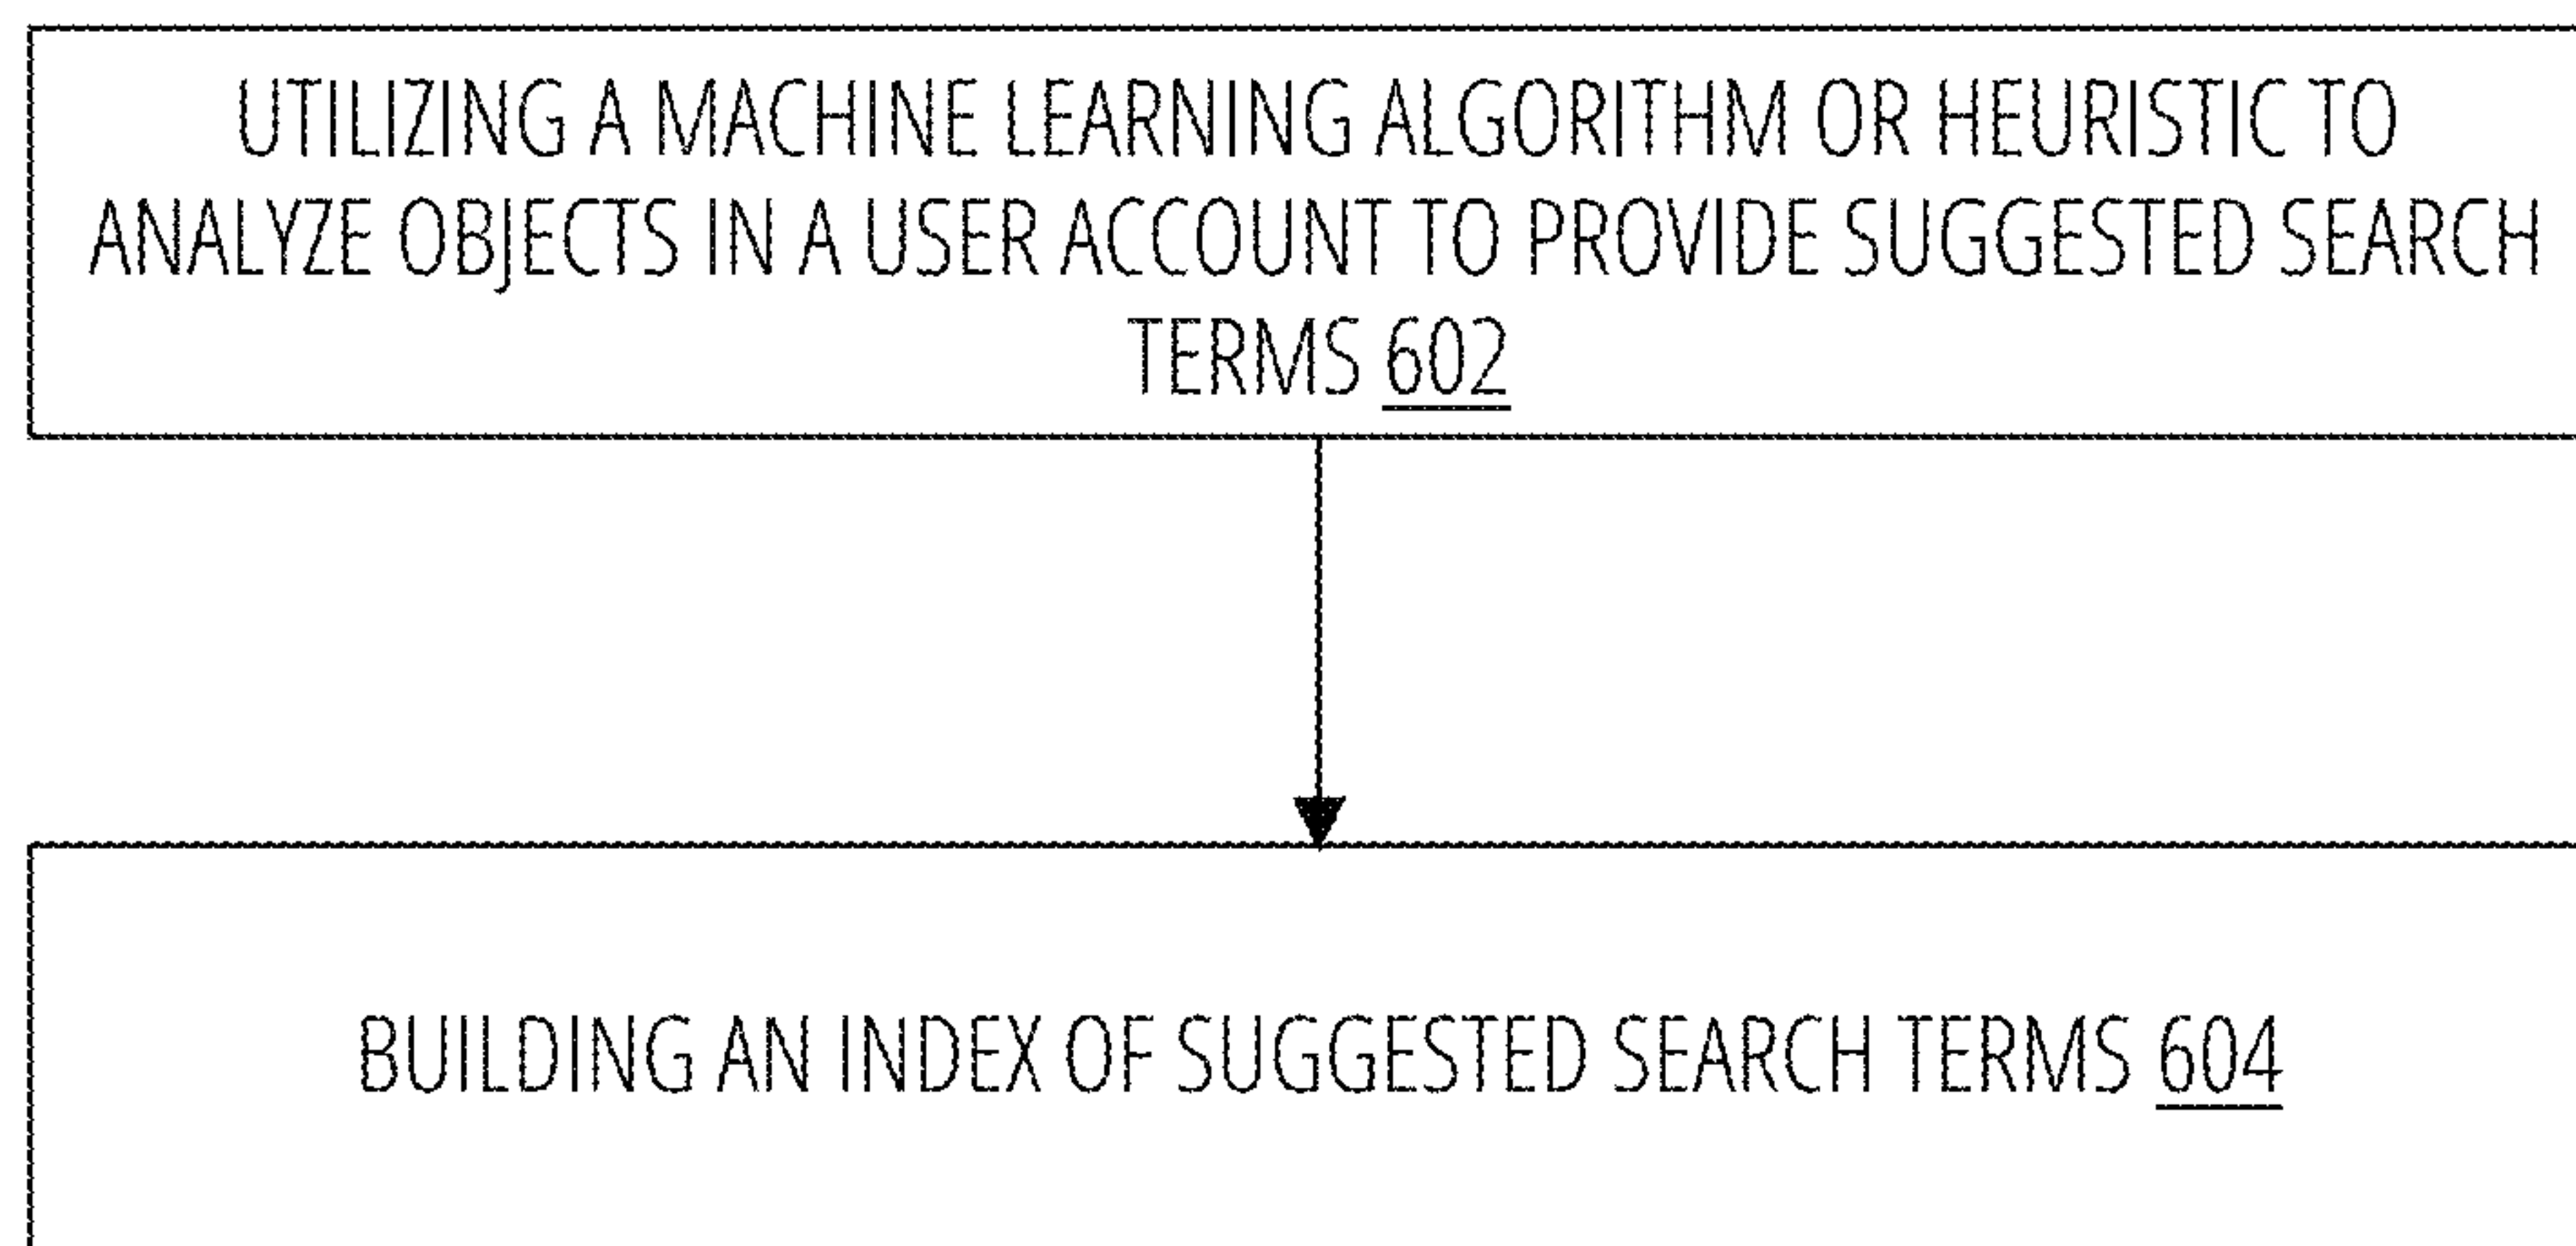 UTILIZING A MACHINE LEARNING ALGORITHM OR HEURISTIC TO
ANALYZE OBJECTS IN A USER ACCOUNT TO PROVIDE SUGGESTED SEARCH
TERMS 602
BUILDING AN INDEX OF SUGGESTED SEARCH TERMS 604